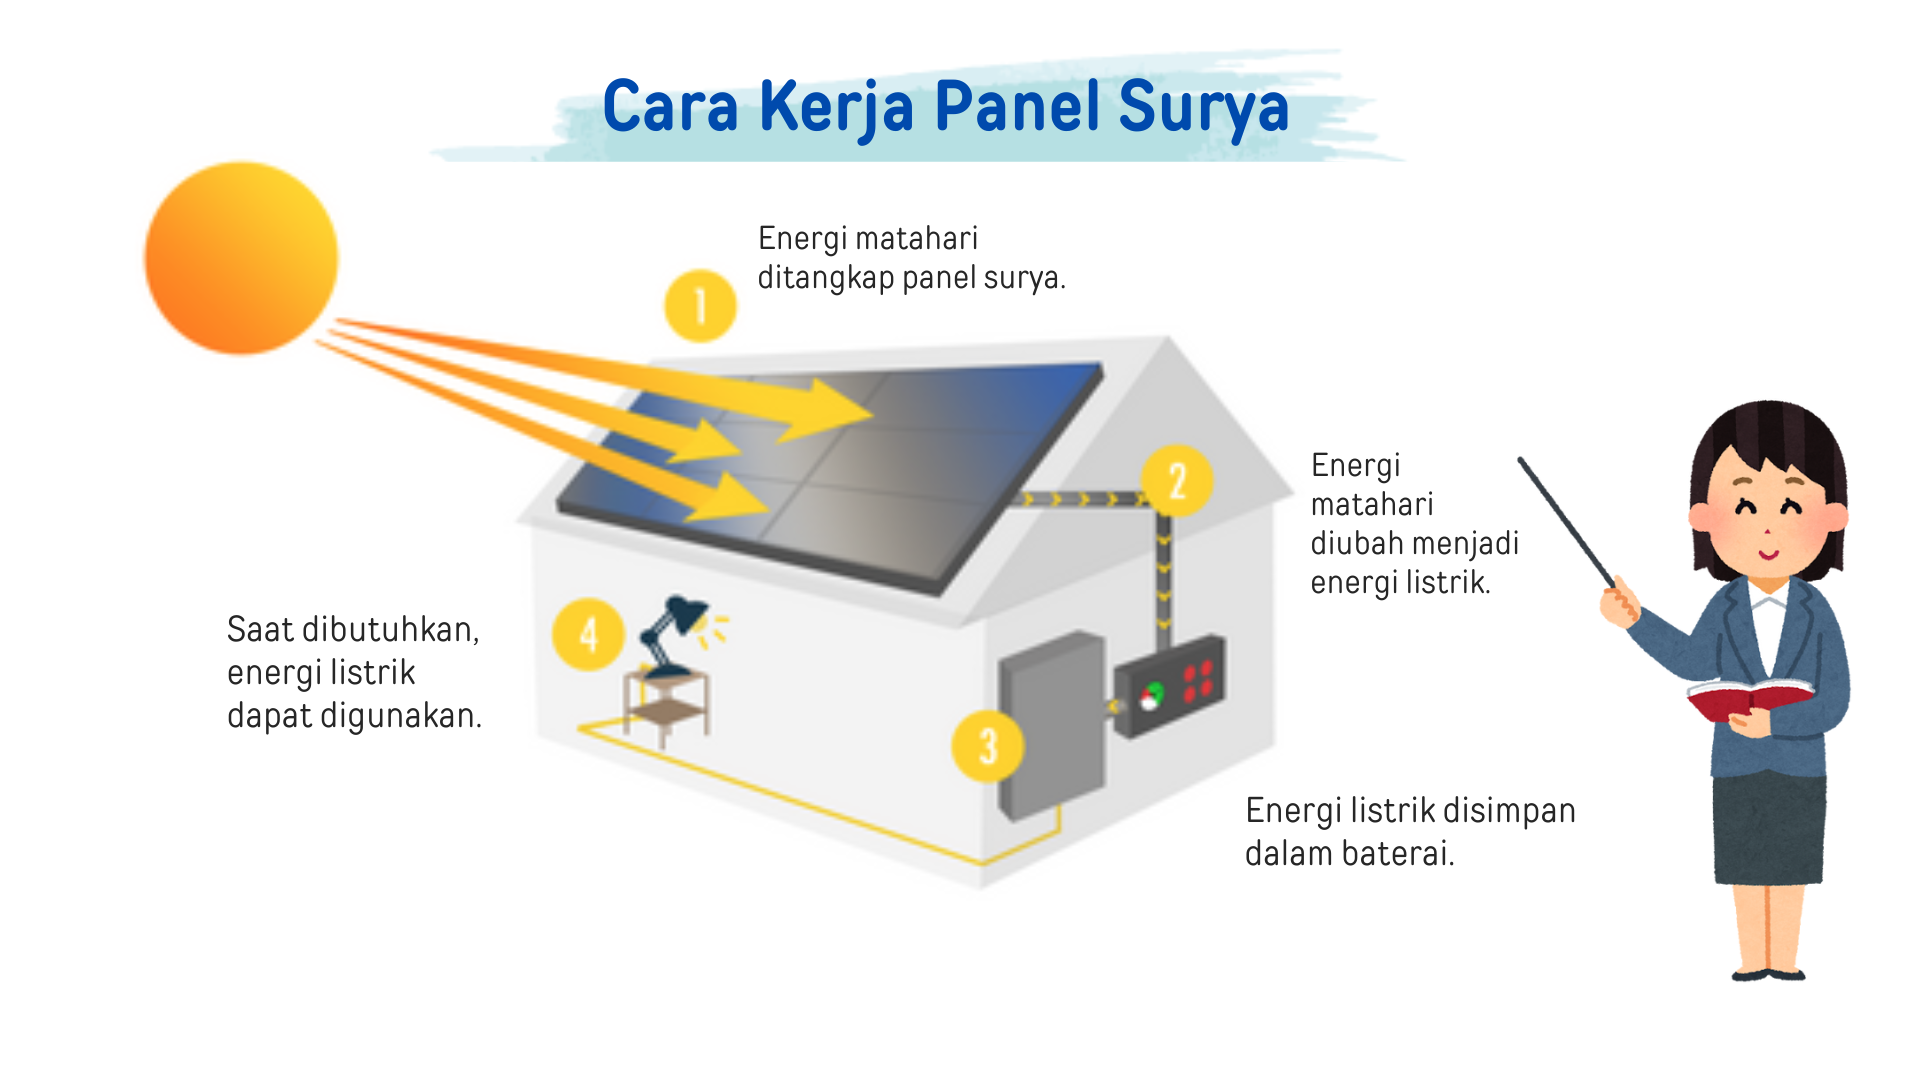 Cara Kerja Panel Surya
1
Energi matahari
ditangkap panel surya.
2
Energi
matahari
diubah menjadi
energi listrik.
3
Energi listrik disimpan
dalam baterai.
4
Saat dibutuhkan,
energi listrik
dapat digunakan.